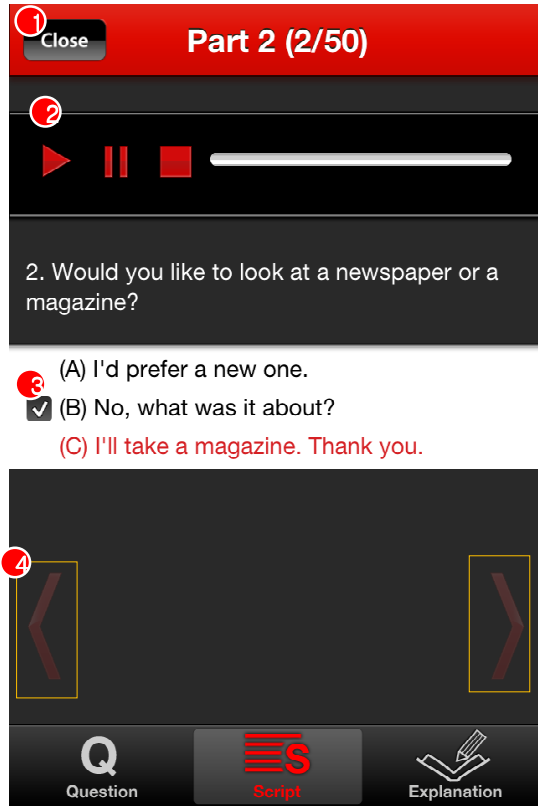 1
Close
Part 2 (2/50)
2
2. Would you like to look at a newspaper or a
magazine?
(A) I'd prefer a new one.
3
(B) No, what was it about?
(C) I'll take a magazine. Thank you.
4
Q
S
Question
Script
Explanation